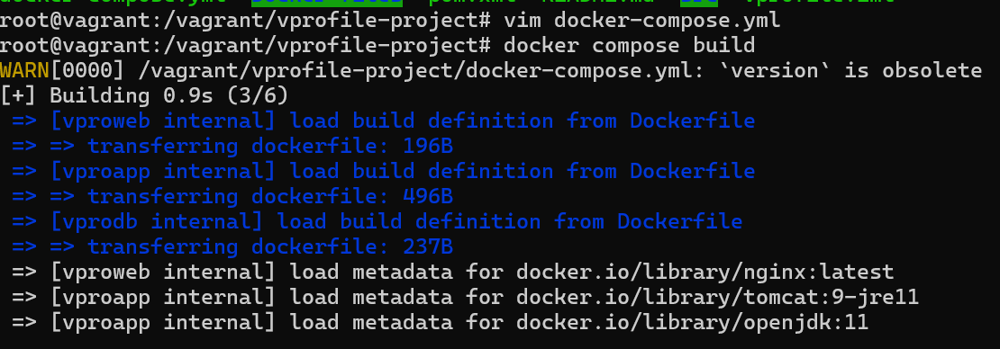 root@vagrant:/vagrant/vprofile-project# vim docker-compose.yml
root@vagrant:/vagrant/vprofile-project# docker compose build
WARN[0000] /vagrant/vprofile-project/docker-compose.yml: `version` is obsolete
[+] Building 0.9s (3/6)
=> [vproweb internal] load build definition from Dockerfile
=> => transferring dockerfile: 196B
=> [vproapp internal] load build definition from Dockerfile
=> => transferring dockerfile: 496B
=> [vprodb internal] load build definition from Dockerfile
=> => transferring dockerfile: 237B
=> [vproweb internal] load metadata for docker.io/library/nginx:latest
=> [vproapp internal] load metadata for docker.io/library/tomcat:9-jre11
=> [vproapp internal] load metadata for docker.io/library/openjdk:11